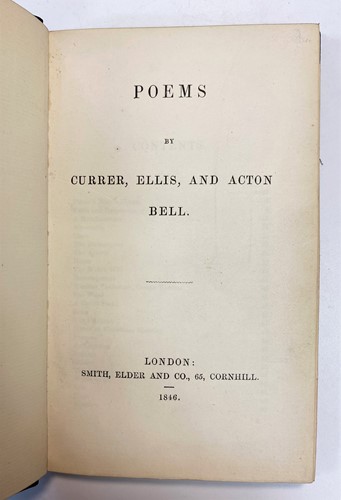 POEMS
BY
CURRER, ELLIS, AND ACTON
BELL.
LONDON:
SMITH, ELDER AND CO., 65, CORNHILL.
1846.